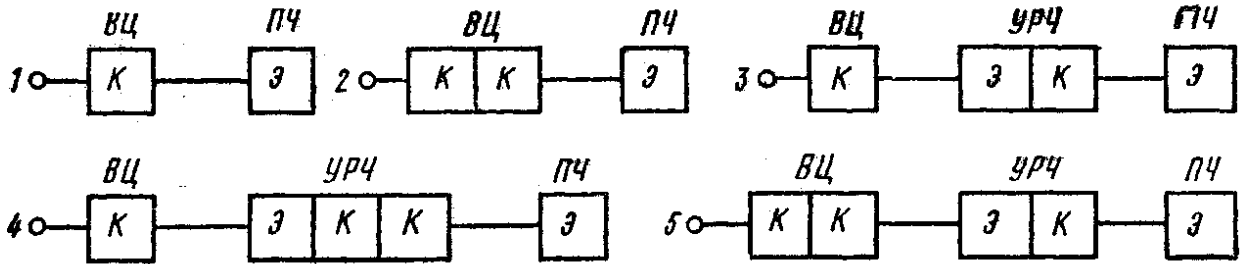 ВЦ ПЧ ВЦ ПЧ ВЦ УРЧ ПЧ
1 К Э 2 К К Э 3 К Э К Э
ВЦ УРЧ ПЧ ВЦ УРЧ ПЧ
4 К Э К К Э 5 К К Э К Э